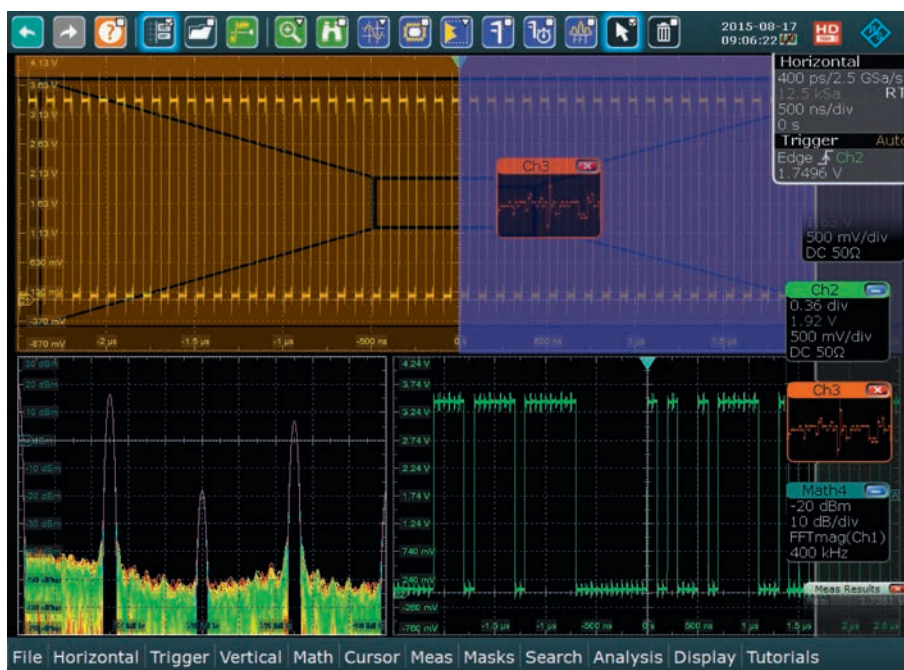 2015-08-17
09:06:22
HD
Horizontal
400 ps/2.5 GSa/s
12.5 kSa RT
500 ns/div
0 s
Trigger Auto
Edge Ch2
1.7496 V
500 mV/div
DC 50Ω
Ch2
0.36 div
1.92 V
500 mV/div
DC 50Ω
Ch3
Math4
-20 dBm
10 dB/div
FFTmag(Ch1)
400 kHz
Meas Results
4.13 V
3.13 V
2.63 V
2.13 V
1.63 V
1.13 V
630 mV
130 mV
-370 mV
-870 mV
-2 µs
-1.5 µs
-1 µs
-500 ns
0 s
500 ns
1 µs
1.5 µs
Ch3
30 dBm
20 dBm
10 dBm
-10 dBm
-20 dBm
-30 dBm
4.24 V
3.74 V
3.24 V
2.74 V
2.24 V
1.74 V
1.24 V
740 mV
240 mV
-260 mV
-760 mV
-1.5 µs
-1 µs
-500 ns
0 s
500 ns
1 µs
1.5 µs
2 µs
2.5 µs
File Horizontal Trigger Vertical Math Cursor Meas Masks Search Analysis Display Tutorials